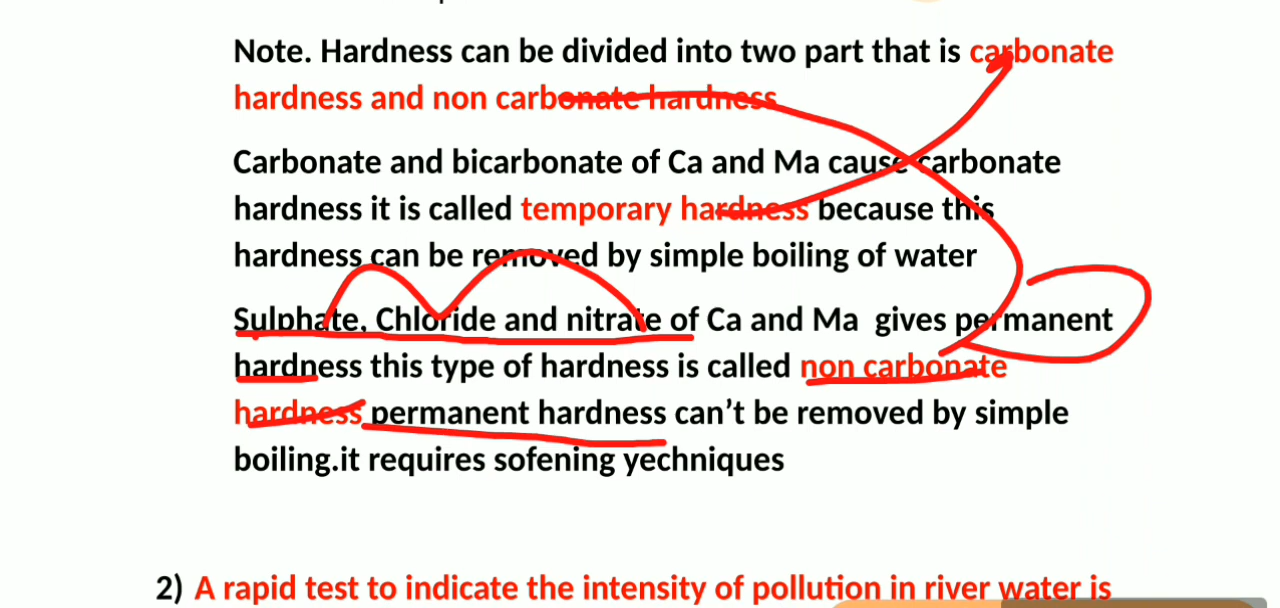 Note. Hardness can be divided into two part that is carbonate
hardness and non carbonate hardness
Carbonate and bicarbonate of Ca and Ma cause carbonate
hardness it is called temporary hardness because this
hardness can be removed by simple boiling of water
Sulphate, Chloride and nitrate of Ca and Ma gives permanent
hardness this type of hardness is called non carbonate
hardness permanent hardness can’t be removed by simple
boiling.it requires sofening yechniques
2) A rapid test to indicate the intensity of pollution in river water is